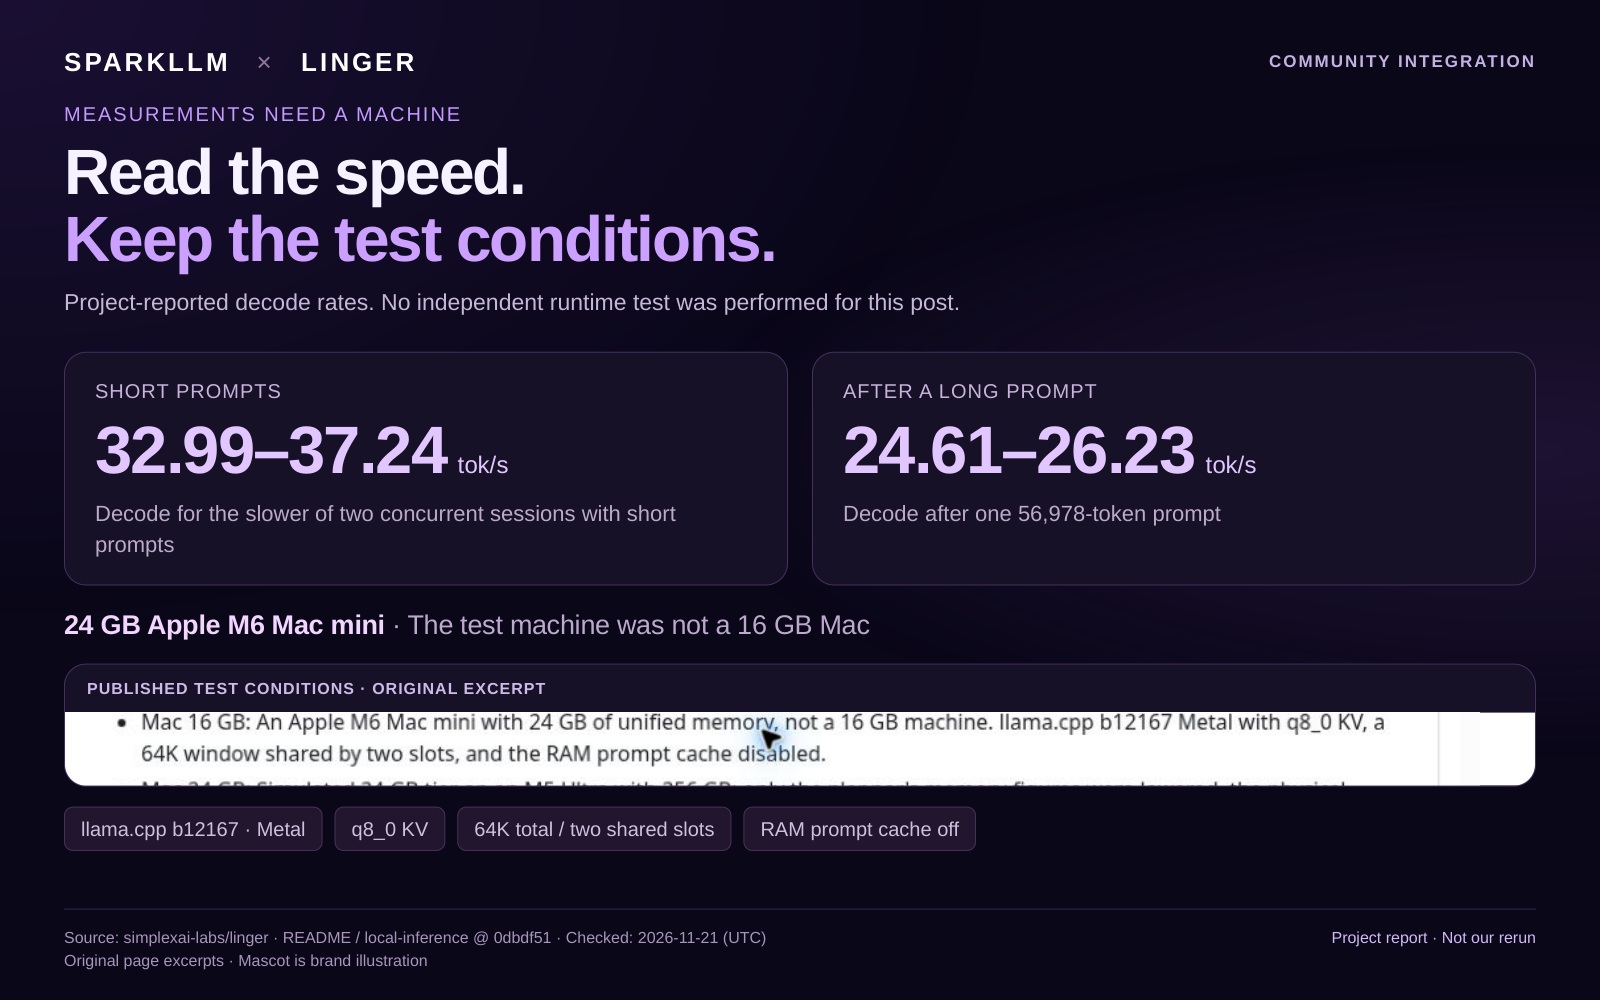 SPARKLLM × LINGER
COMMUNITY INTEGRATION
MEASUREMENTS NEED A MACHINE
Read the speed.
Keep the test conditions.
Project-reported decode rates. No independent runtime test was performed for this post.
SHORT PROMPTS
32.99–37.24 tok/s
Decode for the slower of two concurrent sessions with short
prompts
AFTER A LONG PROMPT
24.61–26.23 tok/s
Decode after one 56,978-token prompt
24 GB Apple M6 Mac mini · The test machine was not a 16 GB Mac
PUBLISHED TEST CONDITIONS · ORIGINAL EXCERPT
• Mac 16 GB: An Apple M6 Mac mini with 24 GB of unified memory, not a 16 GB machine. llama.cpp b12167 Metal with q8_0 KV, a
64K window shared by two slots, and the RAM prompt cache disabled.
llama.cpp b12167 · Metal
q8_0 KV
64K total / two shared slots
RAM prompt cache off
Source: simplexai-labs/linger · README / local-inference @ 0dbdf51 · Checked: 2026-11-21 (UTC)
Project report · Not our rerun
Original page excerpts · Mascot is brand illustration